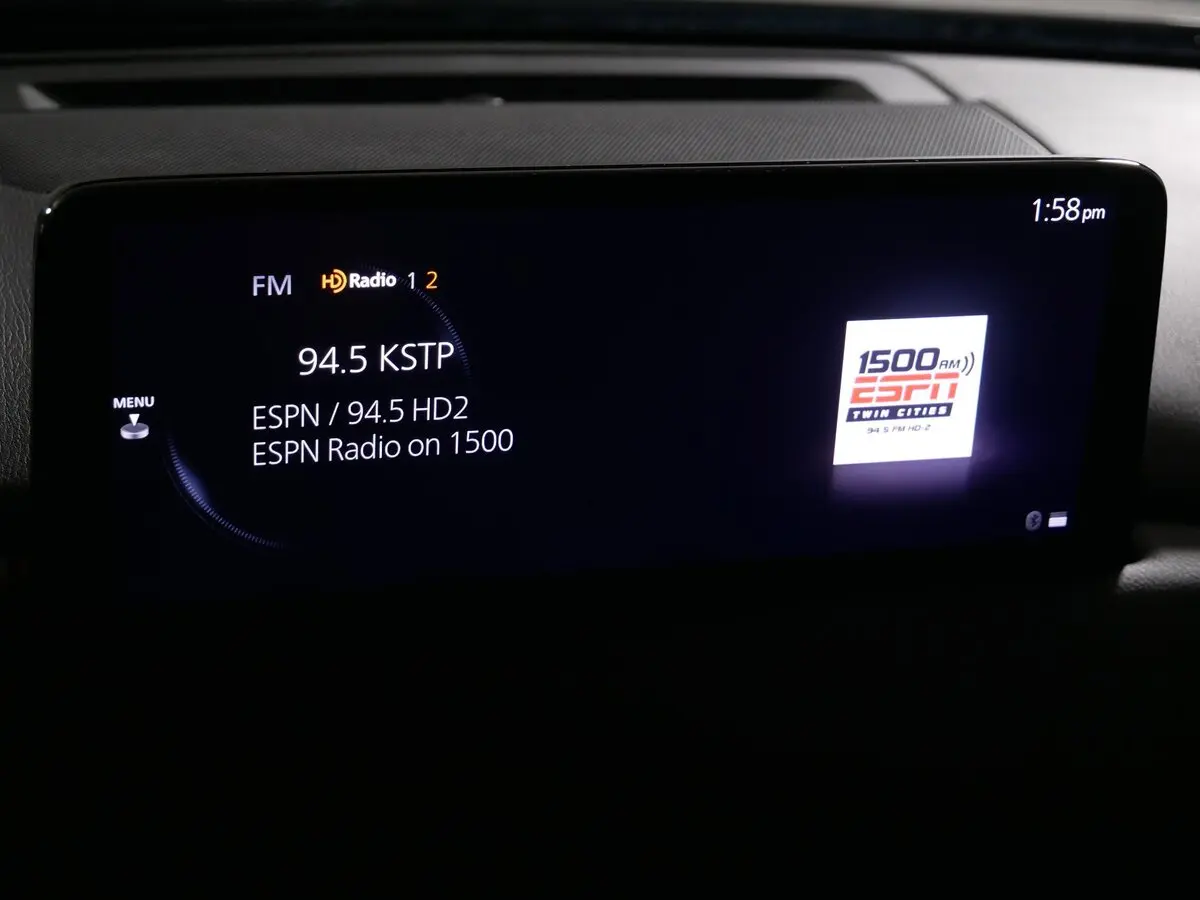 1:58pm
FM HD Radio 1 2
94.5 KSTP
MENU
ESPN / 94.5 HD2
ESPN Radio on 1500
1500 AM
ESPN
TWIN CITIES
94.5 FM HD-2